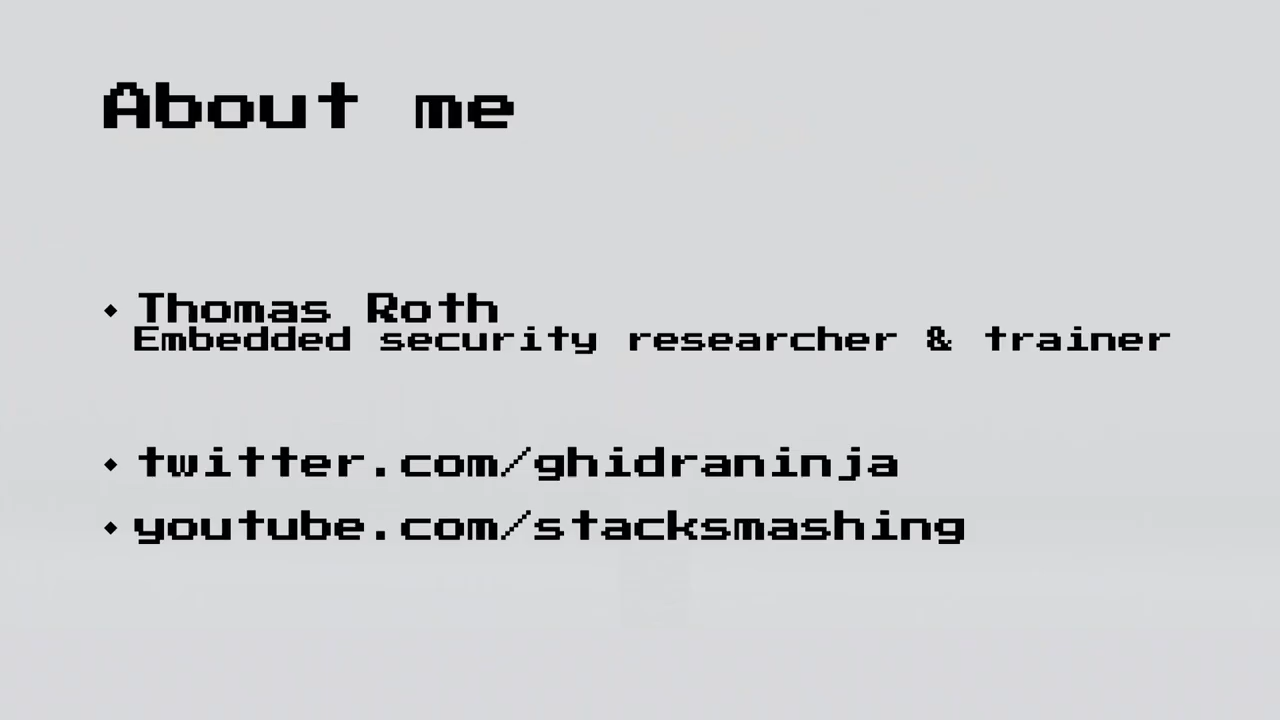 About me
Thomas Roth
Embedded security researcher & trainer
twitter.com/ghidraninja
youtube.com/stacksmashing